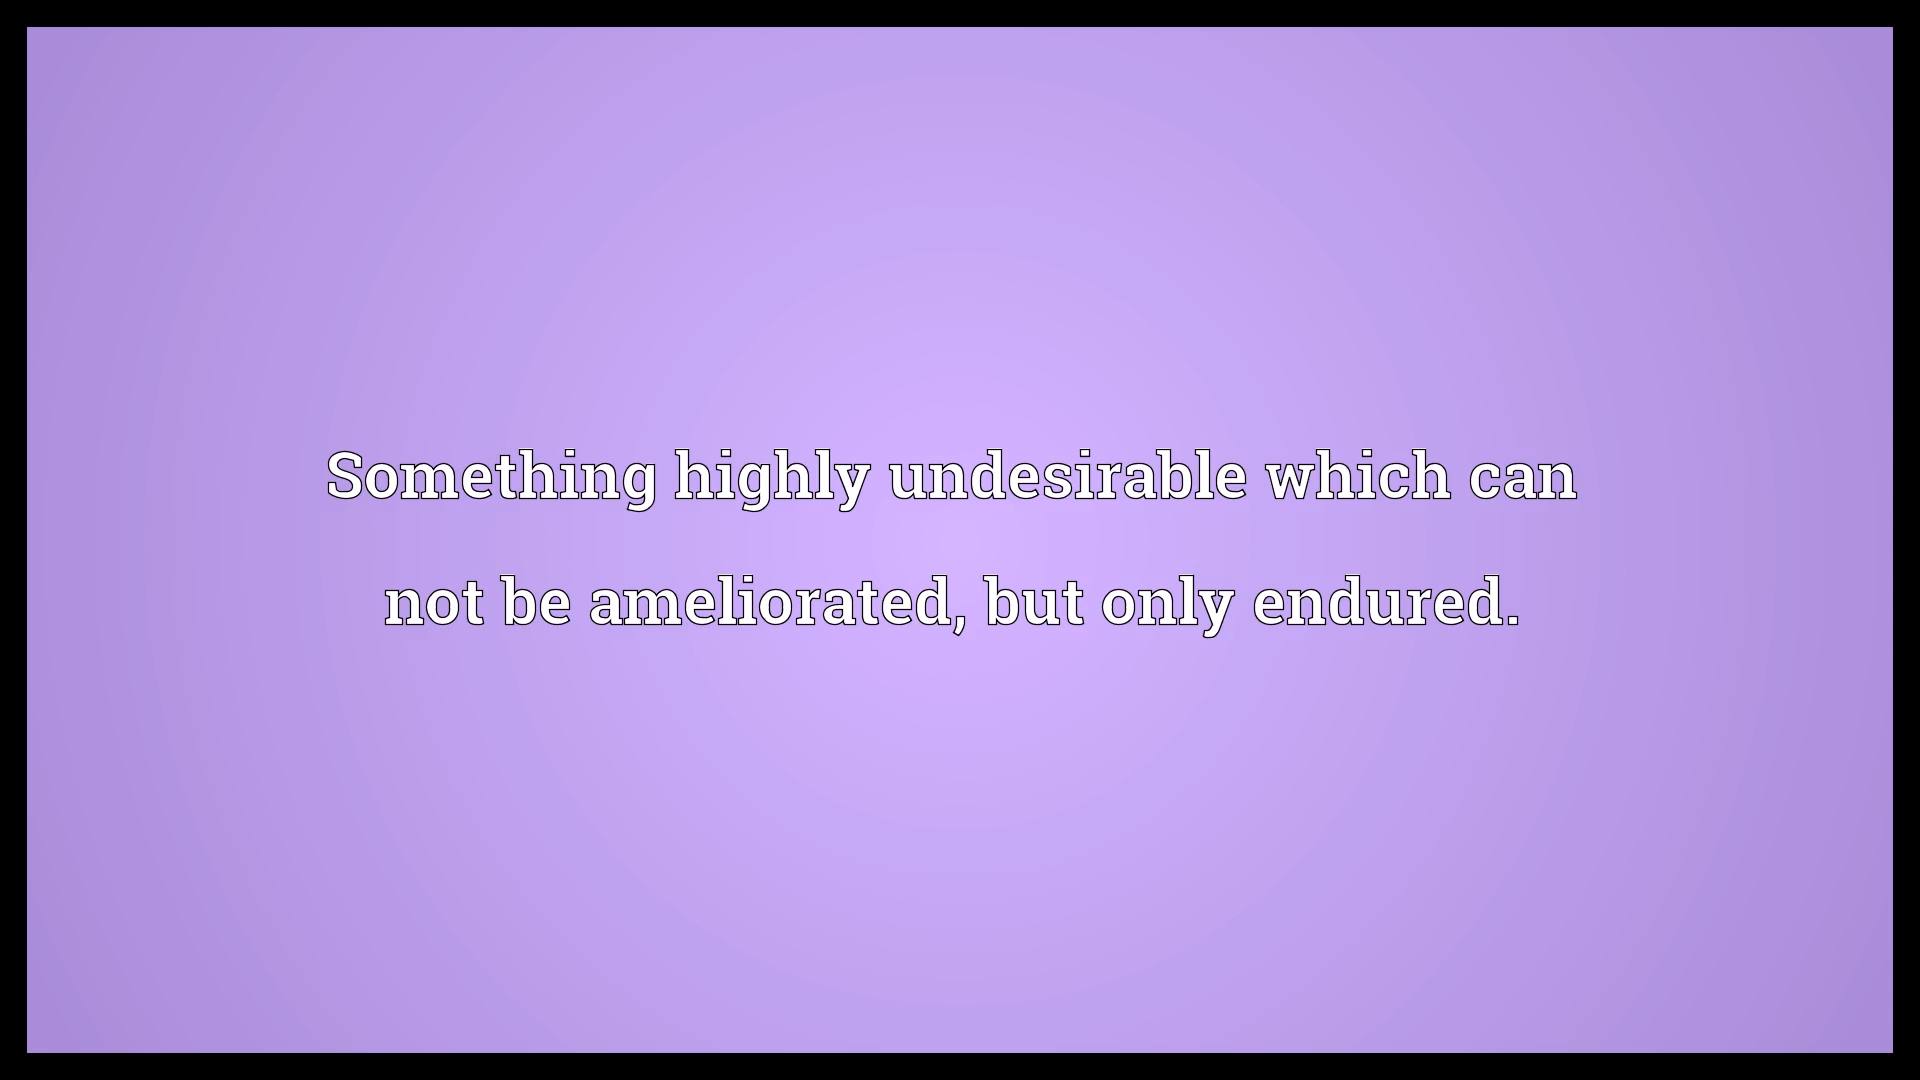 Something highly undesirable which can
not be ameliorated, but only endured.